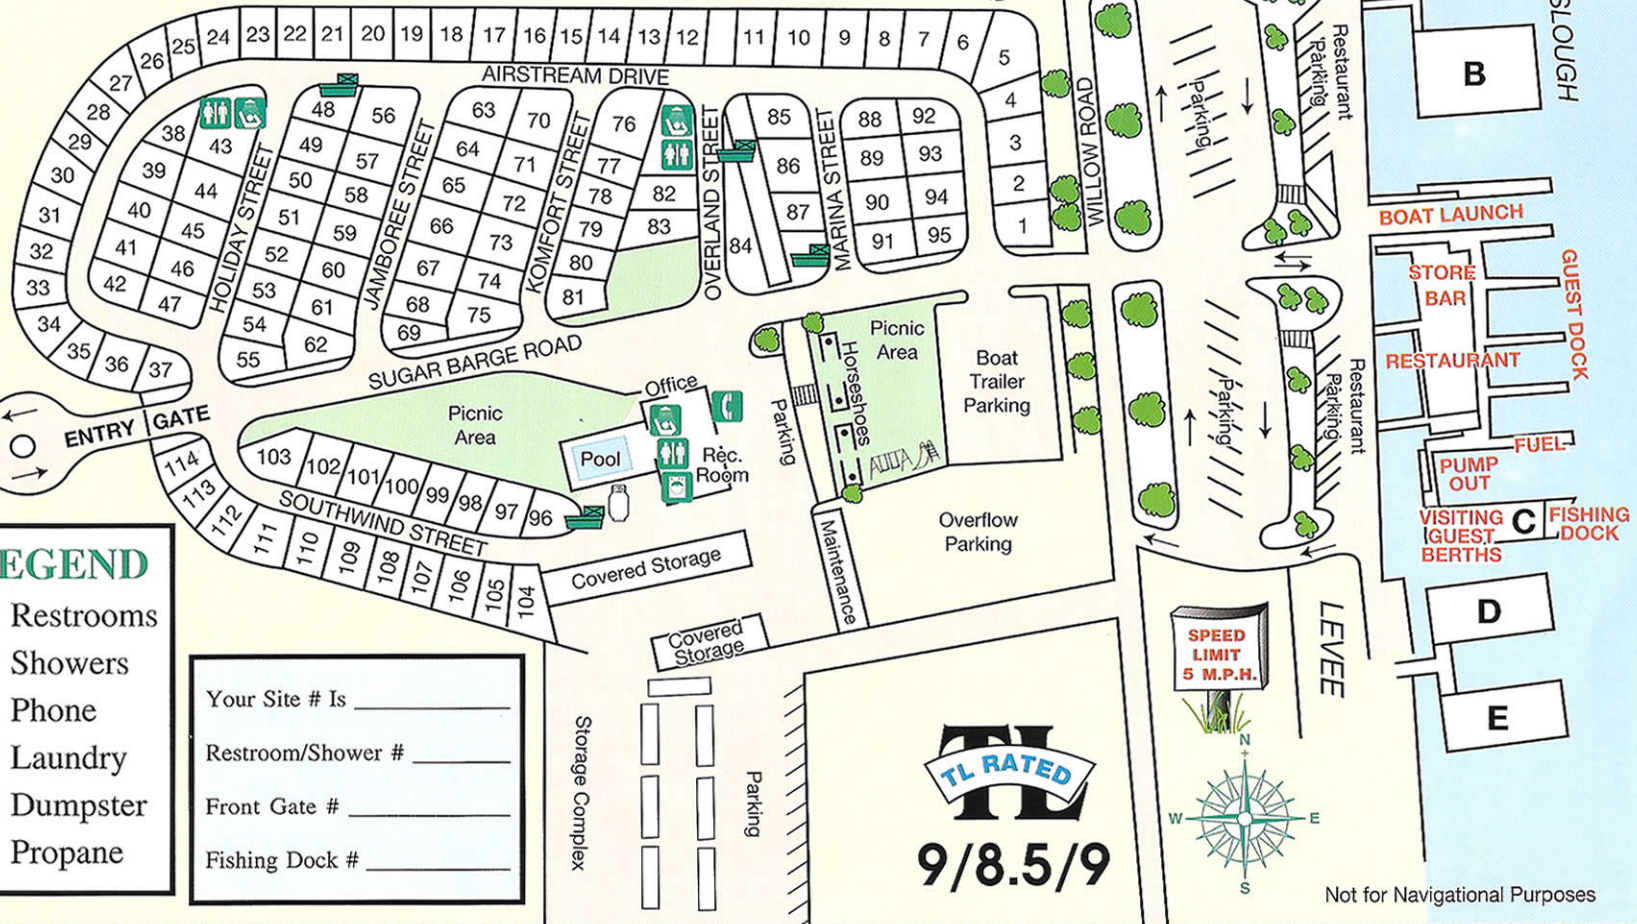 24 23 22 21 20 19 18 17 16 15 14 13 12 11 10 9 8 7 6 5
25
26
27
28
29
30
31
32
33
34
35 36 37
4
3
2
1
AIRSTREAM DRIVE
38 43
39 44
40 45
41 46
42 47
HOLIDAY STREET
48 56
49 57
50 58
51 59
52 60
53 61
54 62
55
JAMBOREE STREET
63 70
64 71
65 72
66 73
67 74
68 75
69
KOMFORT STREET
76
77
78 82
79 83
80
81
OVERLAND STREET
84
85
86
87
MARINA STREET
88 92
89 93
90 94
91 95
WILLOW ROAD
Parking
Restaurant
Parking
SLOUGH
B
BOAT LAUNCH
STORE
BAR
RESTAURANT
GUEST DOCK
FUEL
PUMP
OUT
VISITING
GUEST
BERTHS
C
FISHING
DOCK
D
E
Parking
Restaurant
Parking
SUGAR BARGE ROAD
ENTRY GATE
Picnic
Area
Office
Pool
Rec.
Room
Parking
Horseshoes
Picnic
Area
Boat
Trailer
Parking
Overflow
Parking
Maintenance
103 102 101 100 99 98 97 96
SOUTHWIND STREET
114
113
112
111 110 109 108 107 106 105 104
Covered Storage
Covered
Storage
Storage Complex
Parking
EGEND
Restrooms
Showers
Phone
Laundry
Dumpster
Propane
Your Site # Is
Restroom/Shower #
Front Gate #
Fishing Dock #
TL
TL RATED
9/8.5/9
SPEED
LIMIT
5 M.P.H.
LEVEE
N
W E
S
Not for Navigational Purposes